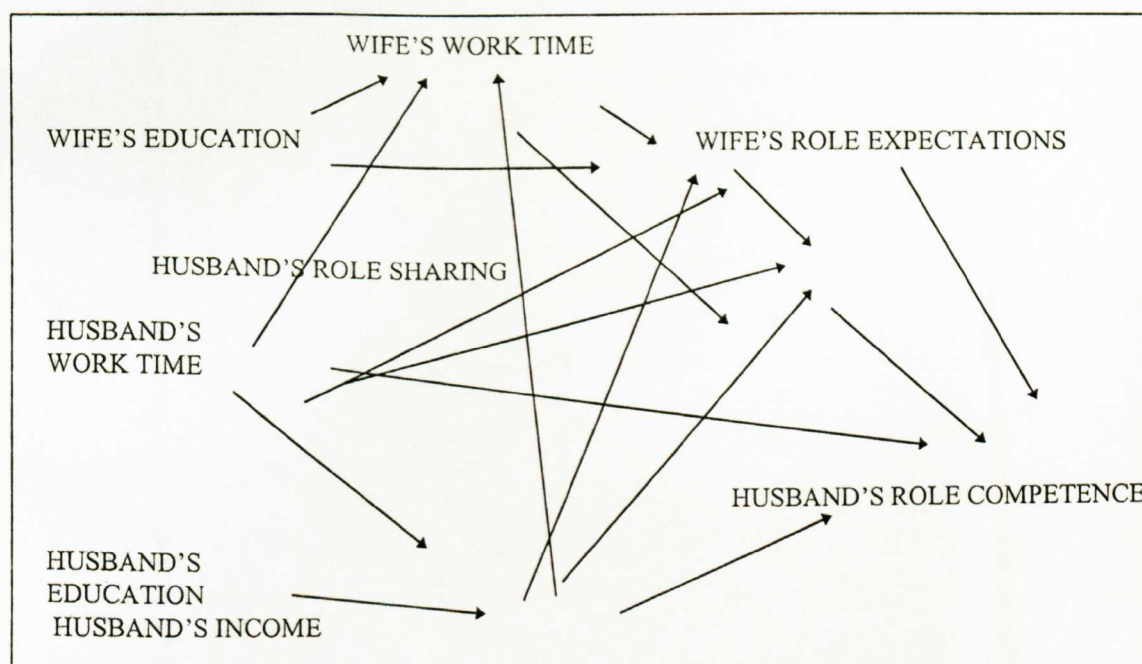 WIFE'S WORK TIME
WIFE'S EDUCATION
WIFE'S ROLE EXPECTATIONS
HUSBAND'S ROLE SHARING
HUSBAND'S
WORK TIME
HUSBAND'S ROLE COMPETENCE
HUSBAND'S
EDUCATION
HUSBAND'S INCOME